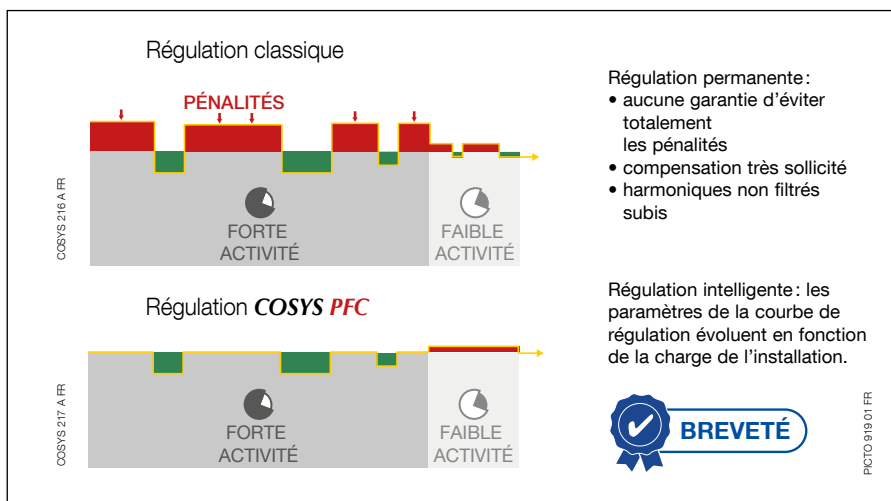 Régulation classique
PÉNALITÉS
FORTE
ACTIVITÉ
FAIBLE
ACTIVITÉ
COSYS 216 A FR
Régulation permanente :
• aucune garantie d'éviter
totalement
les pénalités
• compensation très sollicité
• harmoniques non filtrés
subis
Régulation COSYS PFC
FORTE
ACTIVITÉ
FAIBLE
ACTIVITÉ
COSYS 217 A FR
Régulation intelligente : les
paramètres de la courbe de
régulation évoluent en fonction
de la charge de l'installation.
BREVETÉ
PICTO 919 01 FR